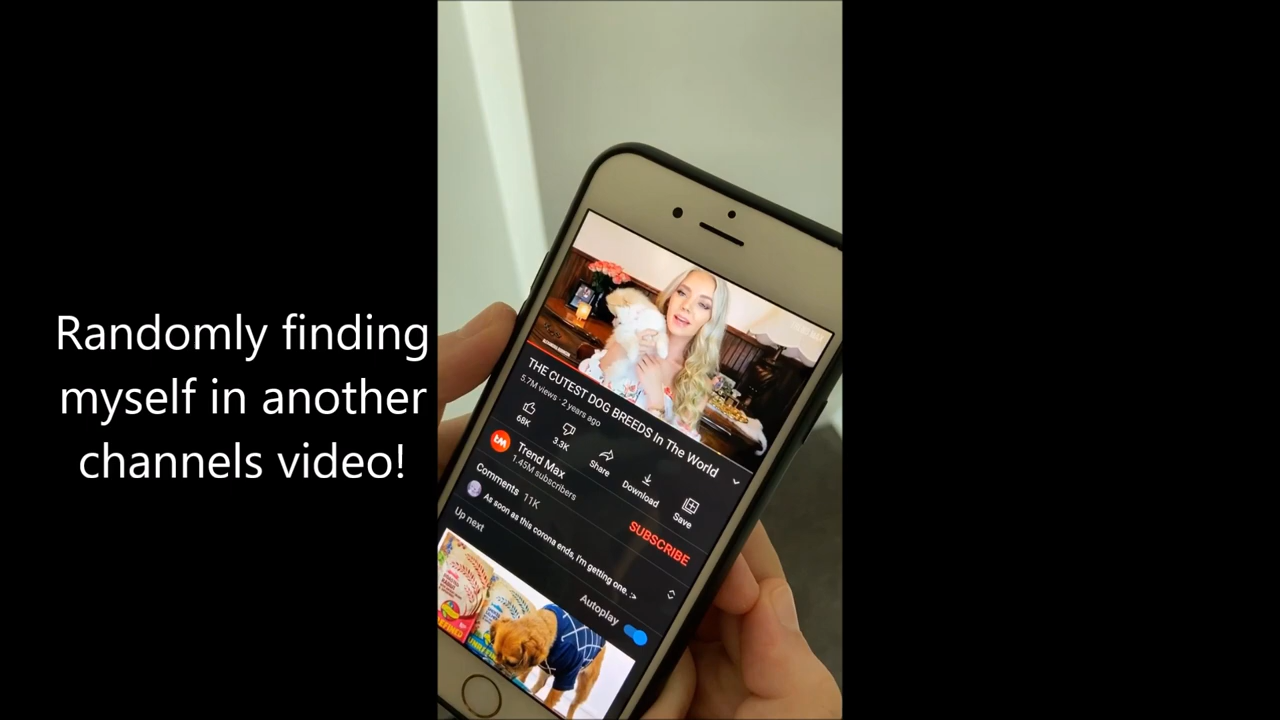 Randomly finding
myself in another
channels video!
THE CUTEST DOG BREEDS In The World
5.7M views · 2 years ago
68K
3.3K
Share
Download
Save
Trend Max
1.45M subscribers
SUBSCRIBE
Comments 11K
As soon as this corona ends, I'm getting one. :>
Up next
Autoplay